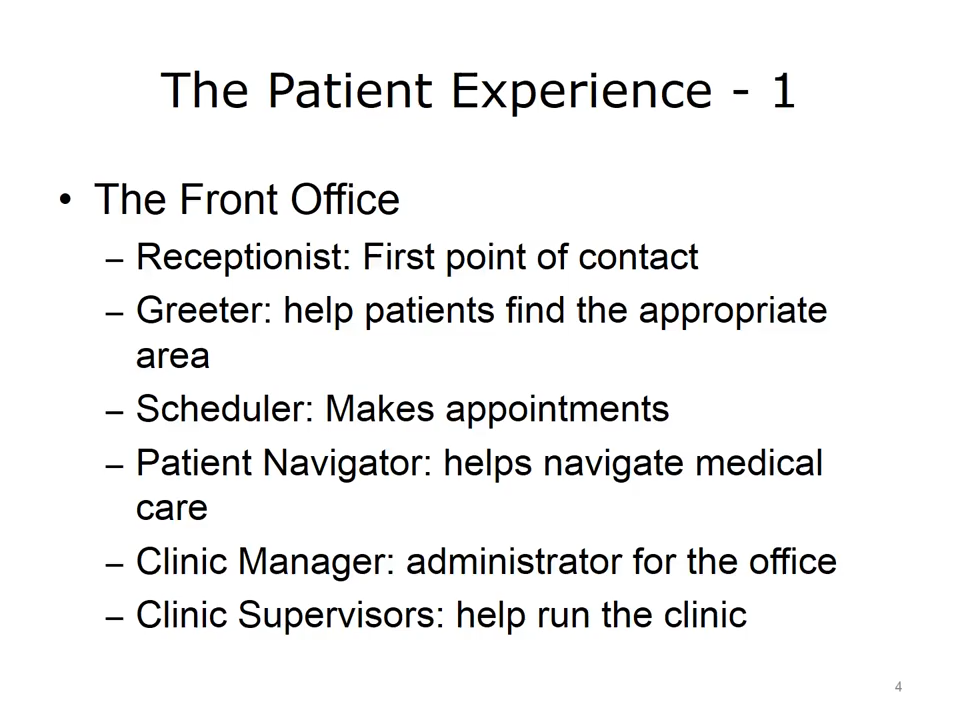 The Patient Experience - 1
• The Front Office
– Receptionist: First point of contact
– Greeter: help patients find the appropriate
area
– Scheduler: Makes appointments
– Patient Navigator: helps navigate medical
care
– Clinic Manager: administrator for the office
– Clinic Supervisors: help run the clinic
4